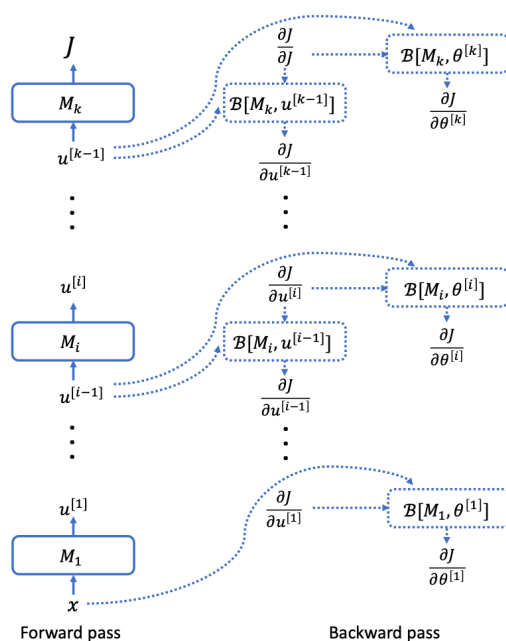 J
∂J/∂J
ℬ[M_k, θ^{[k]}]
M_k
ℬ[M_k, u^{[k−1]}]
∂J/∂θ^{[k]}
u^{[k−1]}
∂J/∂u^{[k−1]}
u^{[i]}
∂J/∂u^{[i]}
ℬ[M_i, θ^{[i]}]
M_i
ℬ[M_i, u^{[i−1]}]
∂J/∂θ^{[i]}
u^{[i−1]}
∂J/∂u^{[i−1]}
u^{[1]}
∂J/∂u^{[1]}
ℬ[M_1, θ^{[1]}]
M_1
∂J/∂θ^{[1]}
x
Forward pass
Backward pass